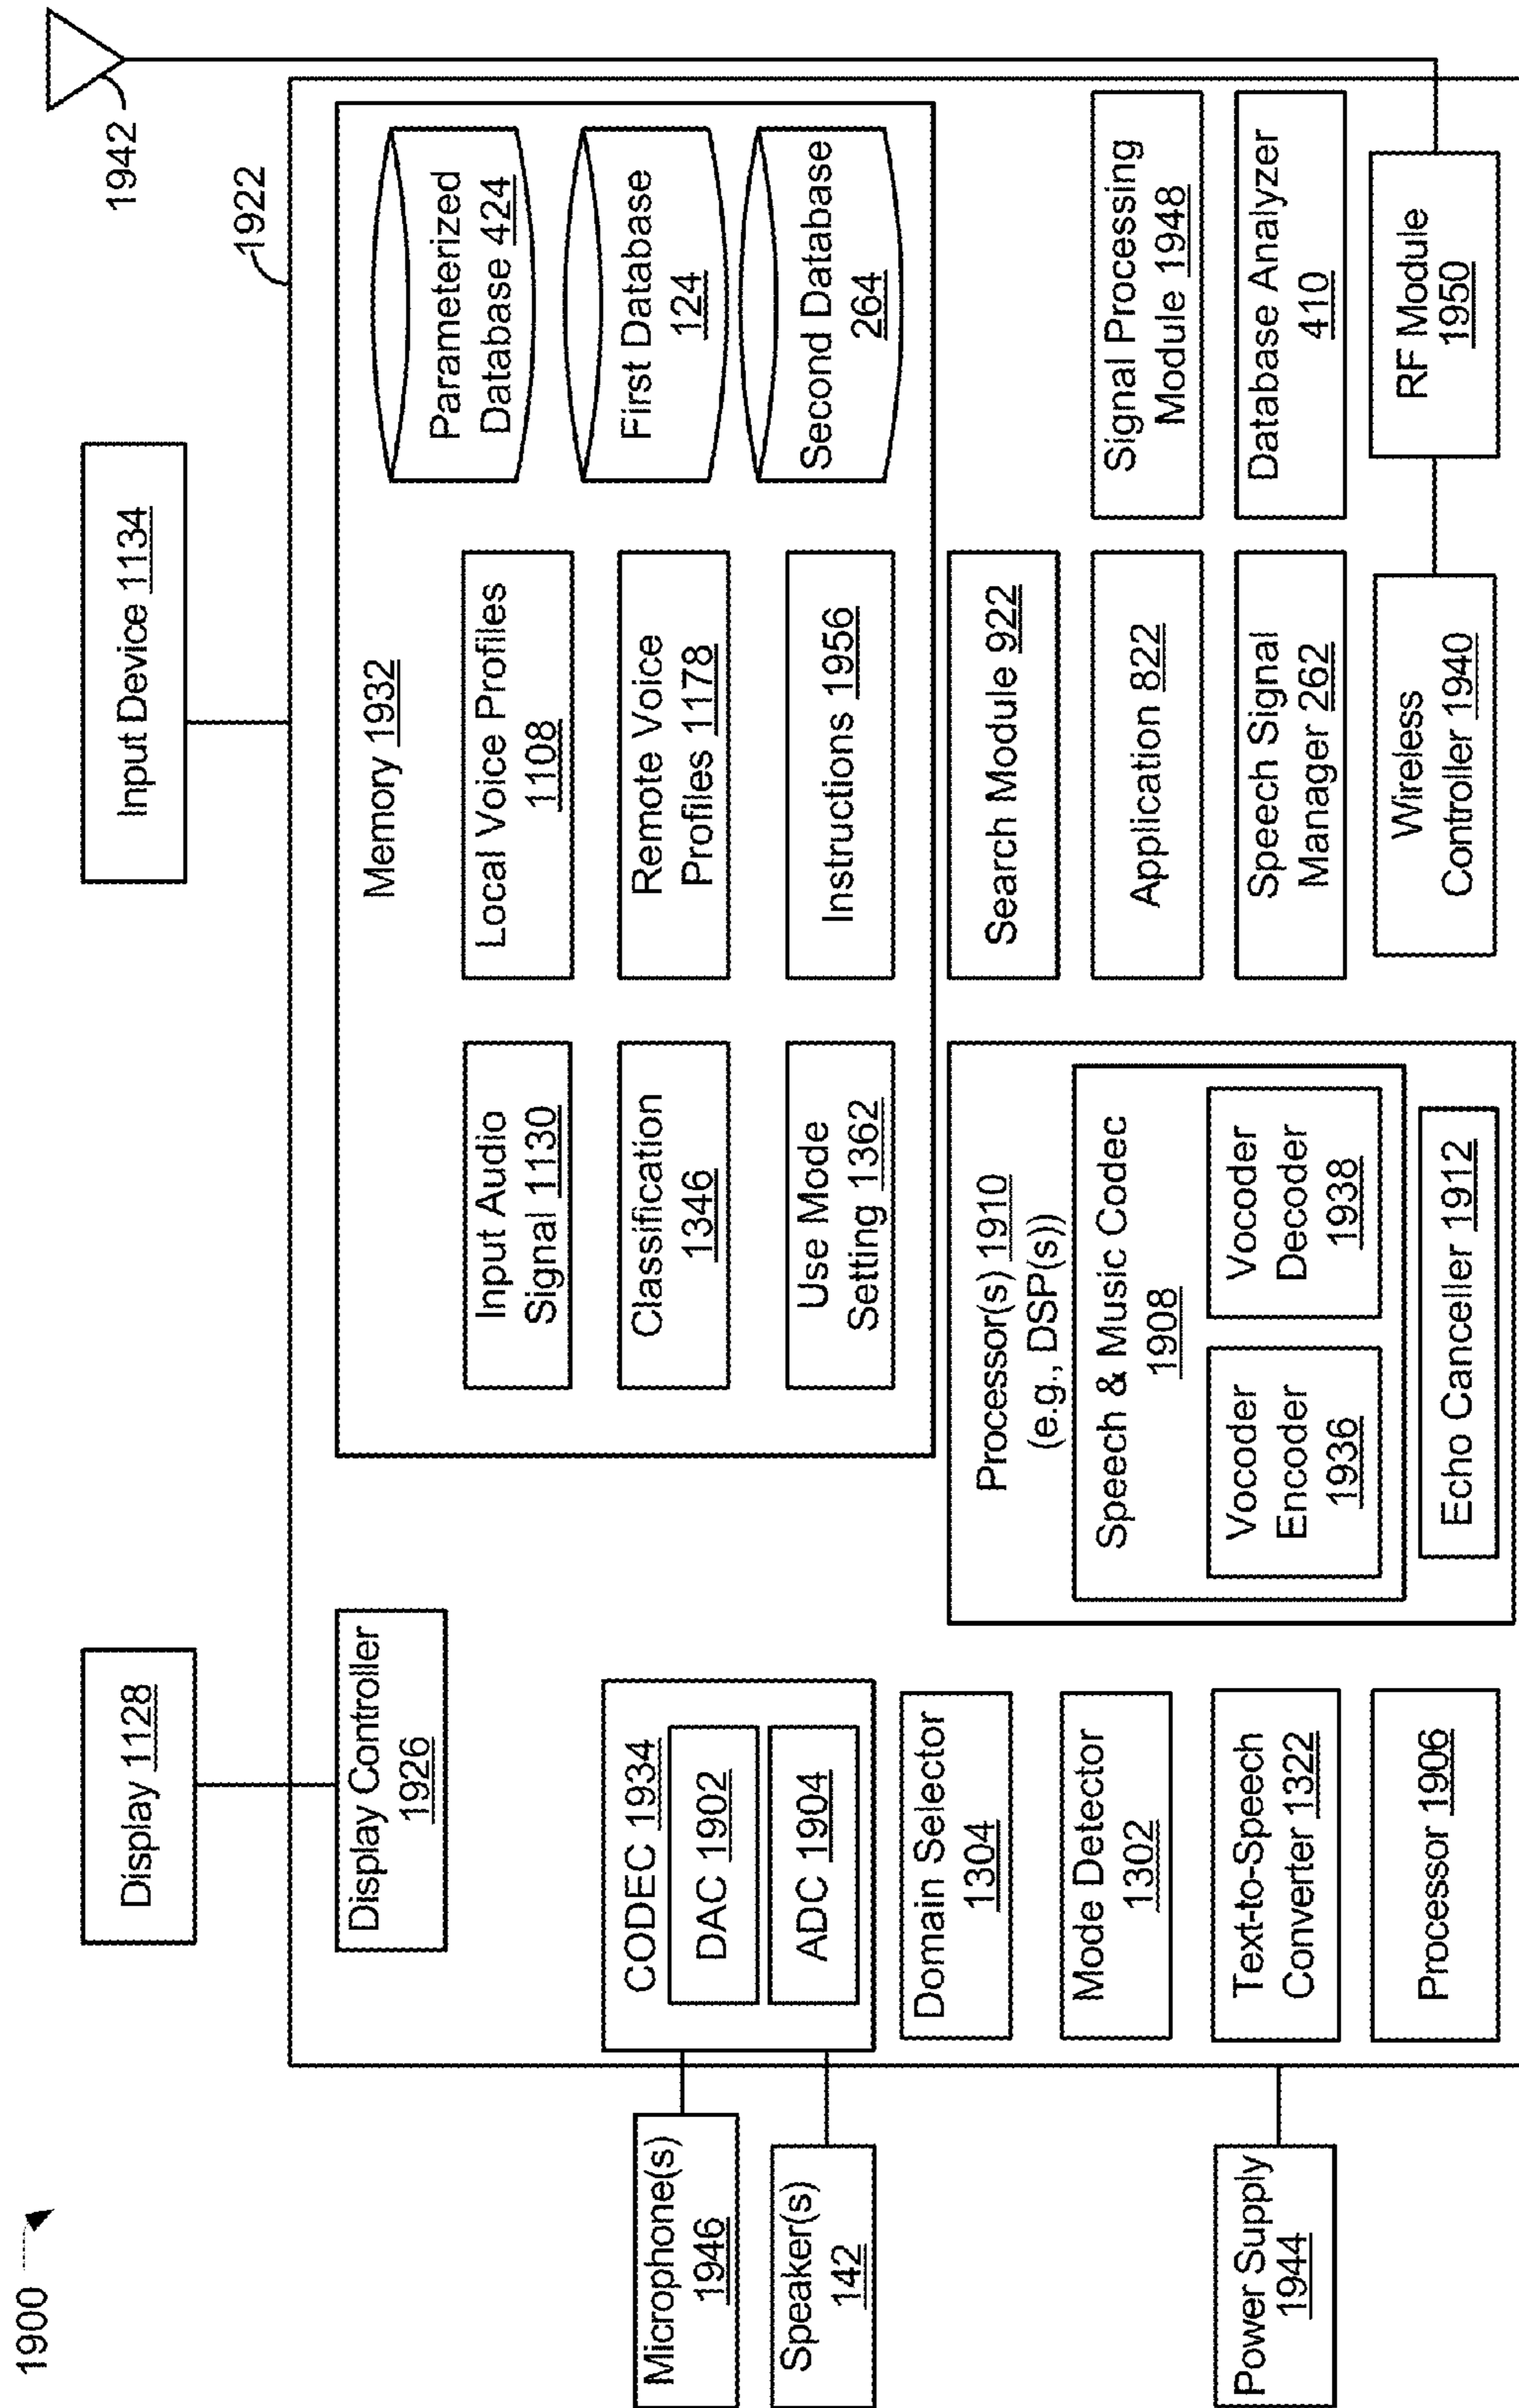 1900
Display 1128
Input Device 1134
1942
1922
Display Controller
1926
Memory 1932
Input Audio
Signal 1130
Classification
1346
Use Mode
Setting 1362
Local Voice Profiles
1108
Remote Voice
Profiles 1178
Instructions 1956
Parameterized
Database 424
First Database
124
Second Database
264
Microphone(s)
1946
Speaker(s)
142
Power Supply
1944
CODEC 1934
DAC 1902
ADC 1904
Domain Selector
1304
Mode Detector
1302
Text-to-Speech
Converter 1322
Processor 1906
Processor(s) 1910
(e.g., DSP(s))
Speech & Music Codec
1908
Vocoder
Encoder
1936
Vocoder
Decoder
1938
Echo Canceller 1912
Search Module 922
Application 822
Speech Signal
Manager 262
Wireless
Controller 1940
Signal Processing
Module 1948
Database Analyzer
410
RF Module
1950